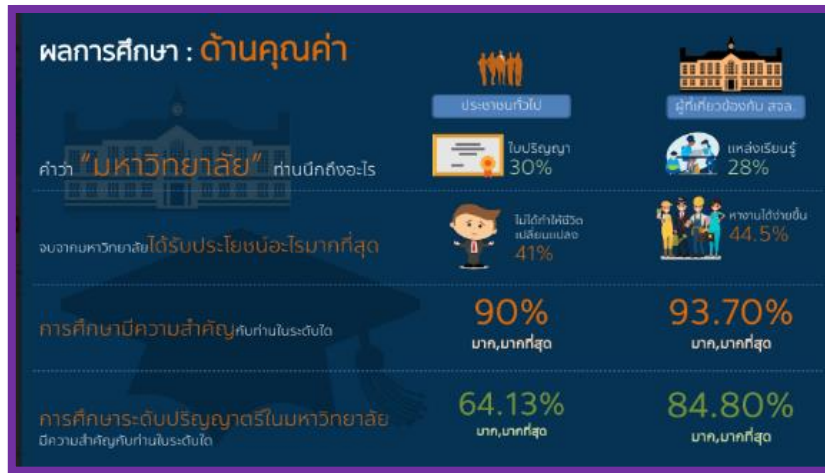 ผลการศึกษา : ด้านคุณค่า
ประชาชนทั่วไป
ผู้ที่เกี่ยวข้องกับ สจล.
คำว่า “มหาวิทยาลัย” ท่านนึกถึงอะไร
ใบปริญญา
30%
แหล่งเรียนรู้
28%
จบจากมหาวิทยาลัยได้รับประโยชน์อะไรมากที่สุด
ไม่ได้ทำให้ชีวิต
เปลี่ยนแปลง
41%
หางานได้ง่ายขึ้น
44.5%
การศึกษามีความสำคัญกับท่านในระดับใด
90%
มาก,มากที่สุด
93.70%
มาก,มากที่สุด
การศึกษาระดับปริญญาตรีในมหาวิทยาลัย
มีความสำคัญกับท่านในระดับใด
64.13%
มาก,มากที่สุด
84.80%
มาก,มากที่สุด